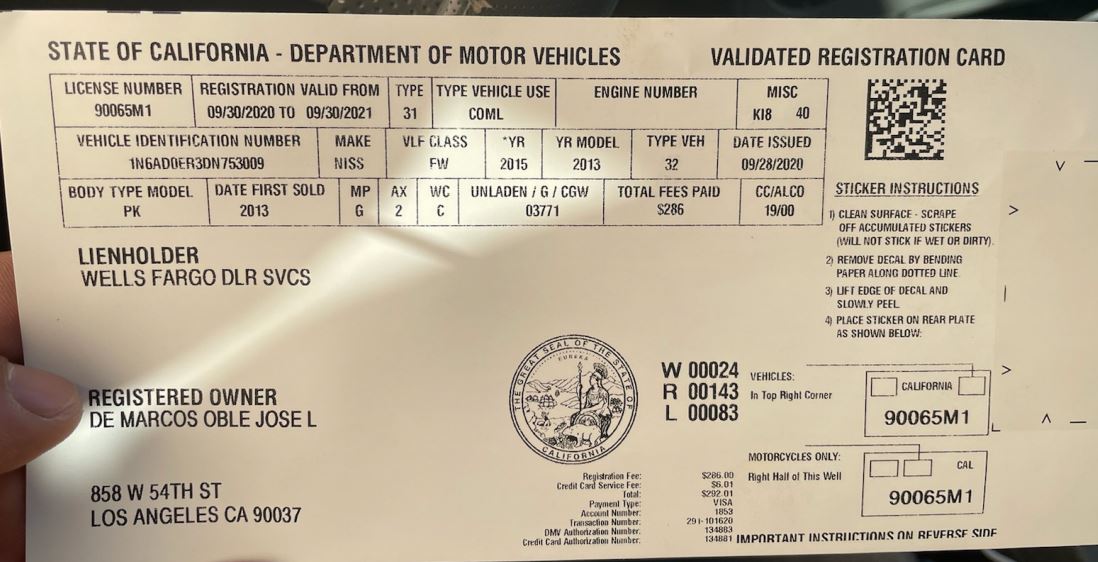 STATE OF CALIFORNIA - DEPARTMENT OF MOTOR VEHICLES VALIDATED REGISTRATION CARD
LICENSE NUMBER REGISTRATION VALID FROM TYPE TYPE VEHICLE USE ENGINE NUMBER MISC
90065M1 09/30/2020 TO 09/30/2021 31 COML K18 40
VEHICLE IDENTIFICATION NUMBER MAKE VLF CLASS *YR YR MODEL TYPE VEH DATE ISSUED
1N6AD0ER3DN753009 NISS FW 2015 2013 32 09/28/2020
BODY TYPE MODEL DATE FIRST SOLD MP AX WC UNLADEN / G / CGW TOTAL FEES PAID CC/ALCO
PK 2013 G 2 C 03771 $286 19/00
STICKER INSTRUCTIONS
1) CLEAN SURFACE - SCRAPE
OFF ACCUMULATED STICKERS
(WILL NOT STICK IF WET OR DIRTY).
2) REMOVE DECAL BY BENDING
PAPER ALONG DOTTED LINE.
3) LIFT EDGE OF DECAL AND
SLOWLY PEEL.
4) PLACE STICKER ON REAR PLATE
AS SHOWN BELOW:
LIENHOLDER
WELLS FARGO DLR SVCS
REGISTERED OWNER
DE MARCOS OBLE JOSE L
858 W 54TH ST
LOS ANGELES CA 90037
THE GREAT SEAL OF THE STATE OF CALIFORNIA
EUREKA
W 00024
R 00143
L 00083
VEHICLES:
In Top Right Corner
CALIFORNIA
90065M1
MOTORCYCLES ONLY:
Right Half of This Well
CAL
90065M1
Registration Fee: $286.00
Credit Card Service Fee: $6.01
Total: $292.01
Payment Type: VISA
Account Number: 1853
Transaction Number: 291-101620
DMV Authorization Number: 134883
Credit Card Authorization Number: 134881
IMPORTANT INSTRUCTIONS ON REVERSE SIDE